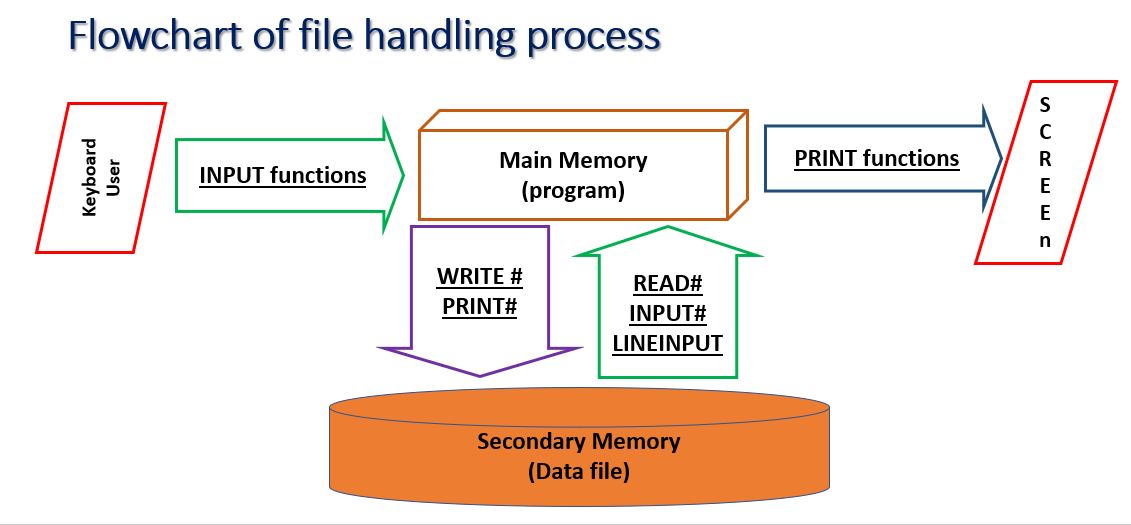 Flowchart of file handling process
Keyboard
User
INPUT functions
Main Memory
(program)
PRINT functions
S
C
R
E
E
n
WRITE #
PRINT#
READ#
INPUT#
LINEINPUT
Secondary Memory
(Data file)